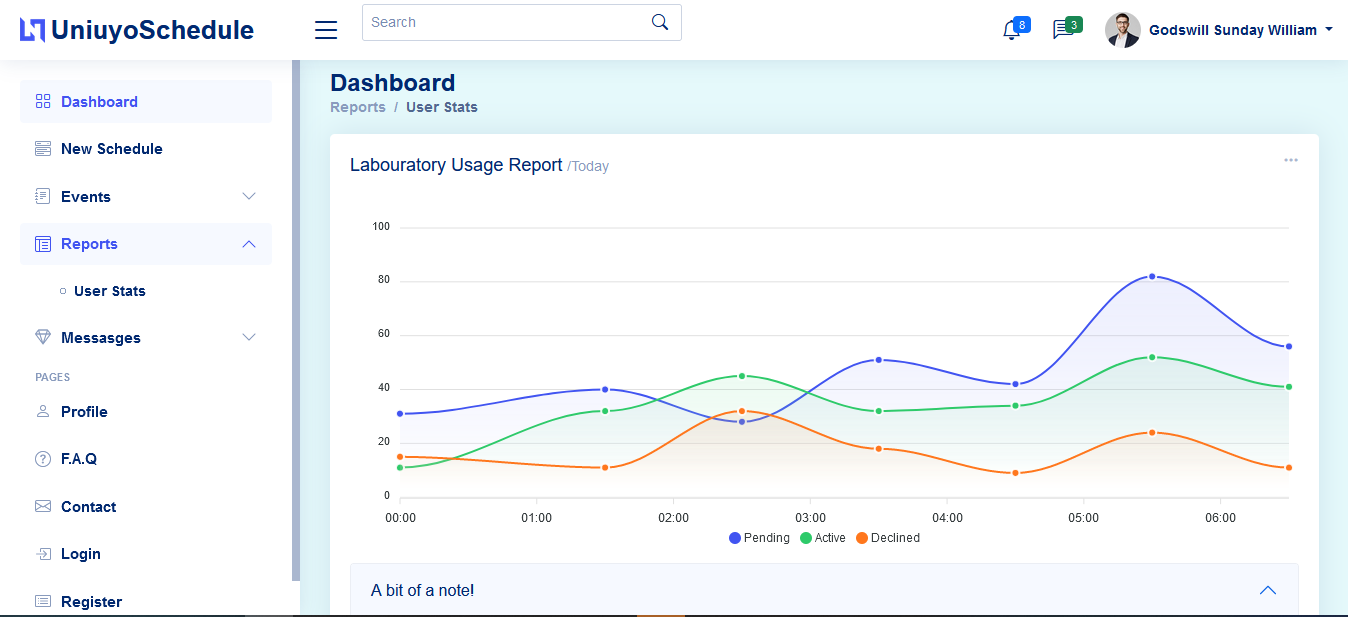 UniuyoSchedule
Search
8
3
Godswill Sunday William
Dashboard
New Schedule
Events
Reports
User Stats
Messasges
PAGES
Profile
F.A.Q
Contact
Login
Register
Dashboard
Reports / User Stats
Labouratory Usage Report /Today
100
80
60
40
20
0
00:00 01:00 02:00 03:00 04:00 05:00 06:00
Pending Active Declined
A bit of a note!